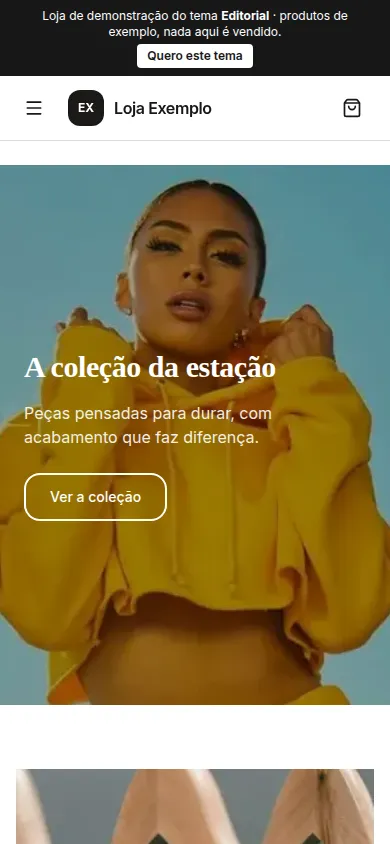 Loja de demonstração do tema Editorial · produtos de
exemplo, nada aqui é vendido.
Quero este tema
EX
Loja Exemplo
A coleção da estação
Peças pensadas para durar, com
acabamento que faz diferença.
Ver a coleção